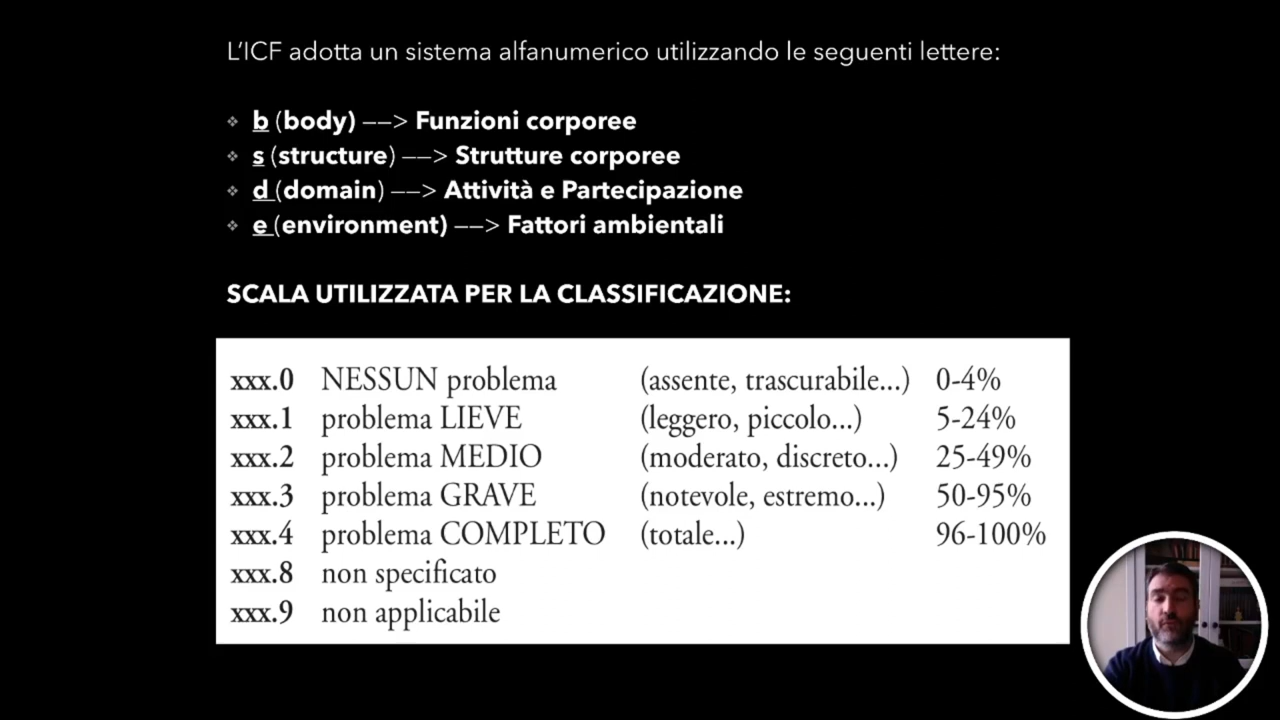 L'ICF adotta un sistema alfanumerico utilizzando le seguenti lettere:
❖ b (body) ——> Funzioni corporee
❖ s (structure) ——> Strutture corporee
❖ d (domain) ——> Attività e Partecipazione
❖ e (environment) ——> Fattori ambientali
SCALA UTILIZZATA PER LA CLASSIFICAZIONE:
xxx.0 NESSUN problema (assente, trascurabile...) 0-4%
xxx.1 problema LIEVE (leggero, piccolo...) 5-24%
xxx.2 problema MEDIO (moderato, discreto...) 25-49%
xxx.3 problema GRAVE (notevole, estremo...) 50-95%
xxx.4 problema COMPLETO (totale...) 96-100%
xxx.8 non specificato
xxx.9 non applicabile